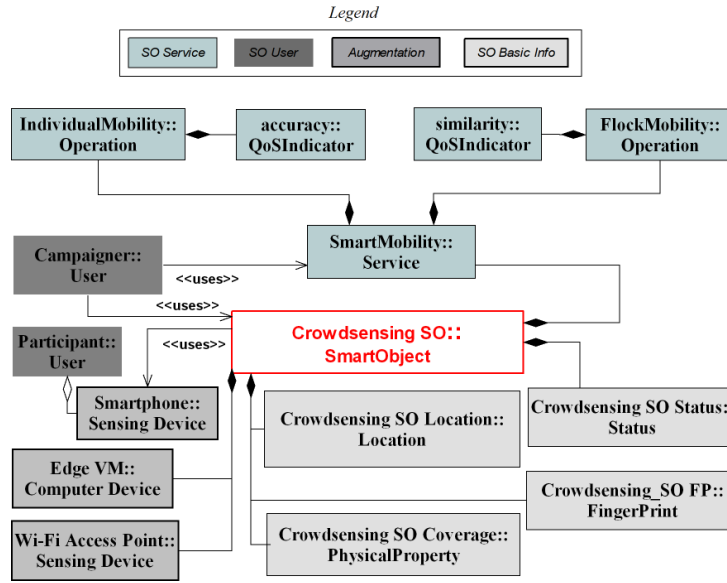 Legend
SO Service
SO User
Augmentation
SO Basic Info
IndividualMobility::
Operation
accuracy::
QoSIndicator
similarity::
QoSIndicator
FlockMobility::
Operation
SmartMobility::
Service
Campaigner::
User
<<uses>>
<<uses>>
<<uses>>
Crowdsensing SO::
SmartObject
Participant::
User
Smartphone::
Sensing Device
Crowdsensing SO Location::
Location
Crowdsensing SO Status::
Status
Edge VM::
Computer Device
Crowdsensing_SO FP::
FingerPrint
Wi-Fi Access Point::
Sensing Device
Crowdsensing SO Coverage::
PhysicalProperty